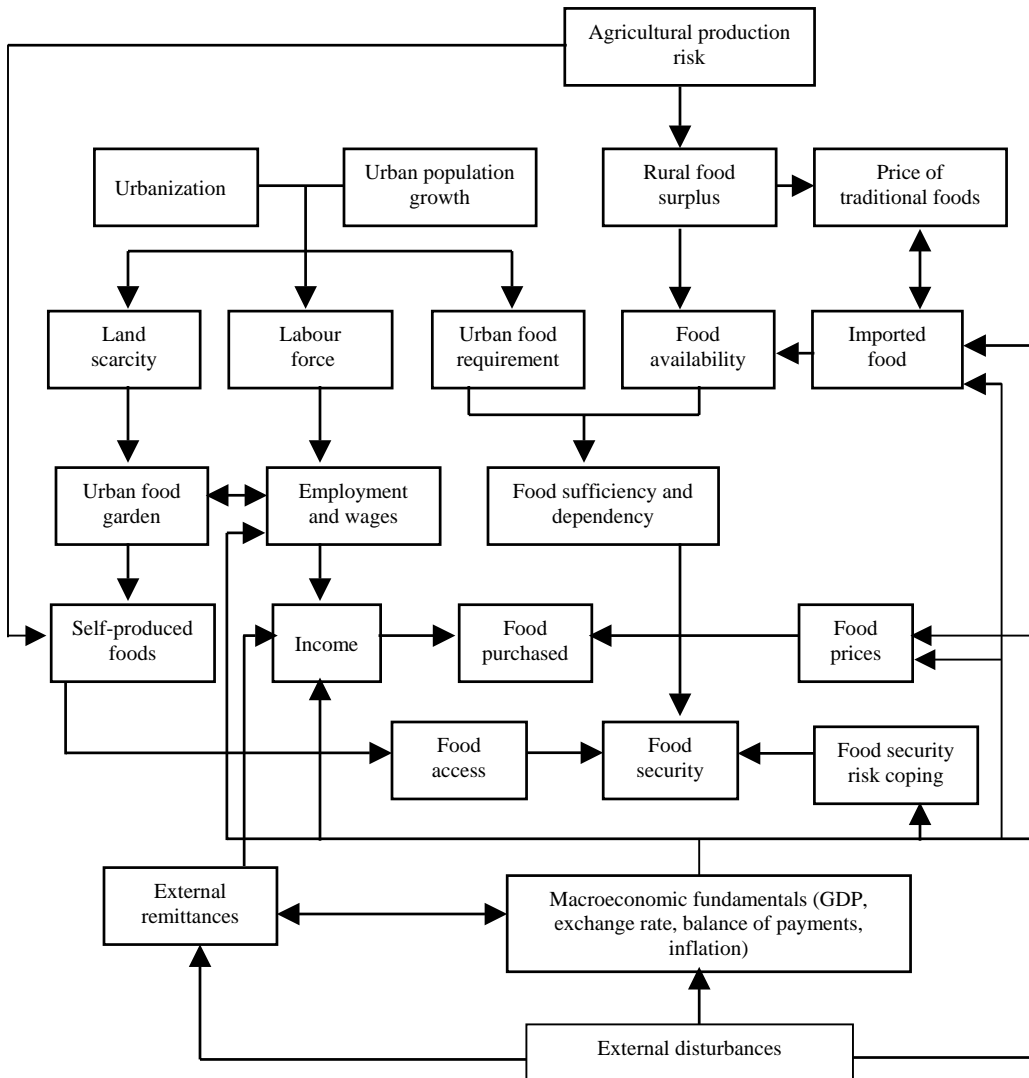 Agricultural production
risk
Urbanization
Urban population
growth
Rural food
surplus
Price of
traditional foods
Land
scarcity
Labour
force
Urban food
requirement
Food
availability
Imported
food
Urban food
garden
Employment
and wages
Food sufficiency and
dependency
Self-produced
foods
Income
Food
purchased
Food
prices
Food
access
Food
security
Food security
risk coping
External
remittances
Macroeconomic fundamentals (GDP,
exchange rate, balance of payments,
inflation)
External disturbances